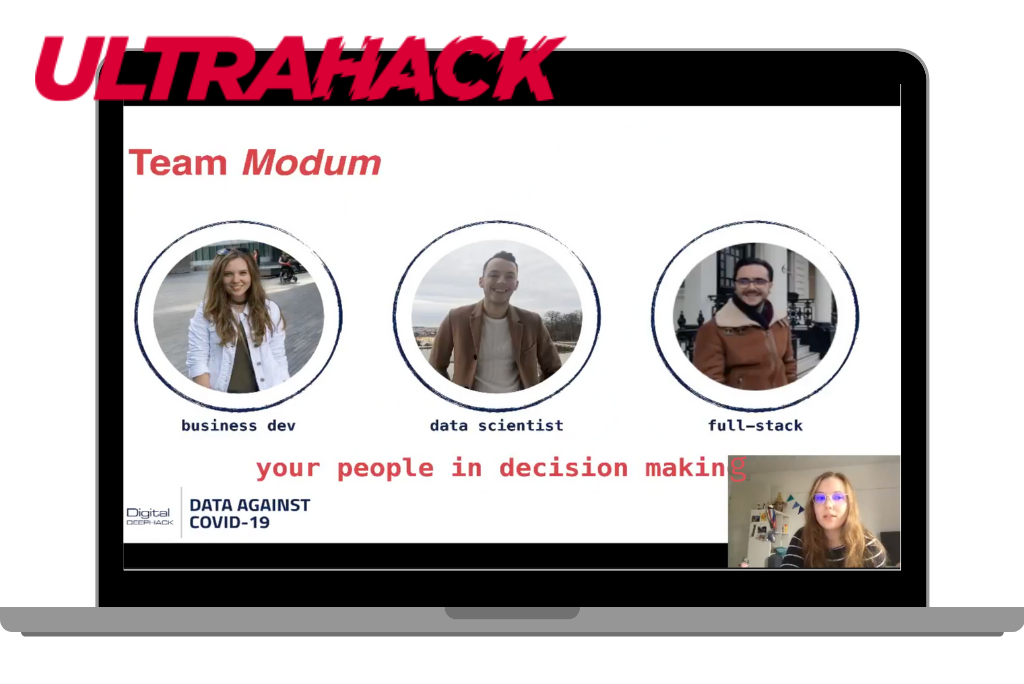 ULTRAHACK
Team Modum
business dev
data scientist
full-stack
your people in decision making
Digital
DEEPHACK
DATA AGAINST
COVID-19